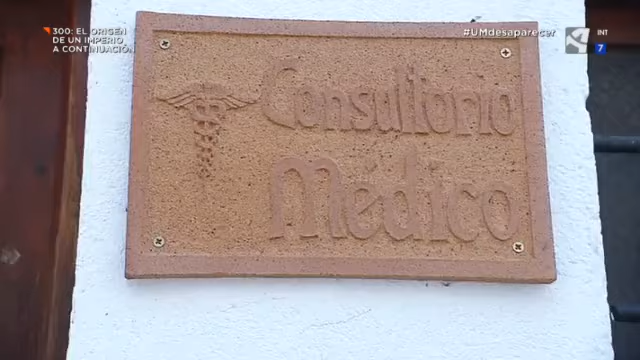 300: EL ORIGEN
DE UN IMPERIO
A CONTINUACIÓN
#UMdesaparecer
INT
7
Consultorio
Médico